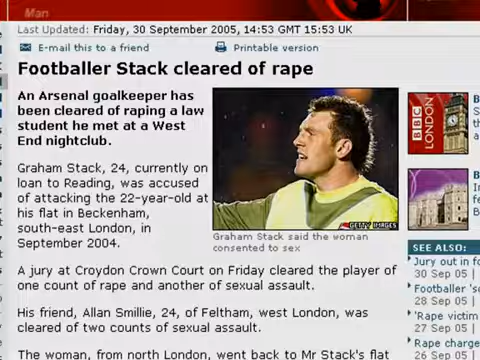 Man
Last Updated: Friday, 30 September 2005, 14:53 GMT 15:53 UK
E-mail this to a friend
Printable version
Footballer Stack cleared of rape
An Arsenal goalkeeper has
been cleared of raping a law
student he met at a West
End nightclub.
Graham Stack, 24, currently on
loan to Reading, was accused
of attacking the 22-year-old at
his flat in Beckenham,
south-east London, in
September 2004.
GETTY IMAGES
Graham Stack said the woman
consented to sex
A jury at Croydon Crown Court on Friday cleared the player of
one count of rape and another of sexual assault.
His friend, Allan Smillie, 24, of Feltham, west London, was
cleared of two counts of sexual assault.
The woman, from north London, went back to Mr Stack's flat
BBC
LONDON
SEE ALSO:
Jury out in fo
30 Sep 05 |
Footballer 's
28 Sep 05 |
'Rape victim
27 Sep 05 |
Rape charge
26 Sep 05 |